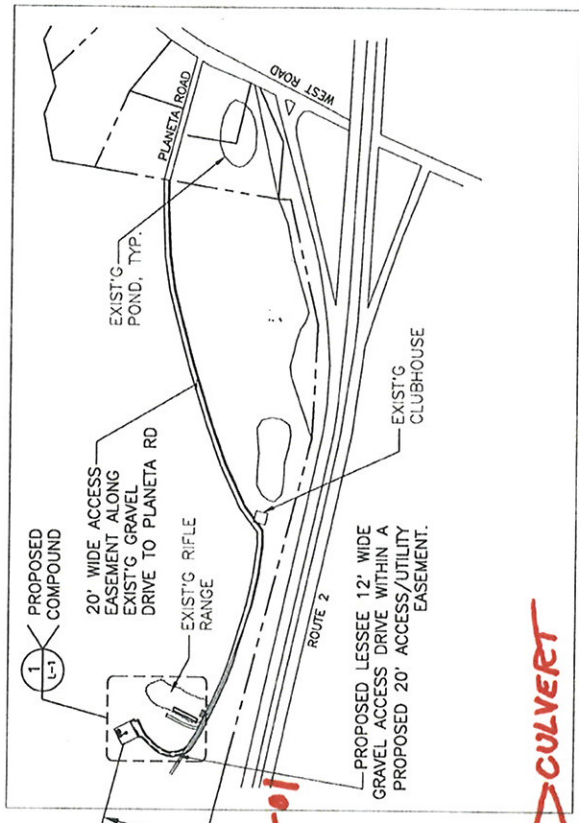 1
L-1
PROPOSED
COMPOUND
20' WIDE ACCESS
EASEMENT ALONG
EXIST'G GRAVEL
DRIVE TO PLANETA RD
EXIST'G RIFLE
RANGE
EXIST'G
POND, TYP.
PLANETA ROAD
WEST ROAD
EXIST'G
CLUBHOUSE
ROUTE 2
PROPOSED LESSEE 12' WIDE
GRAVEL ACCESS DRIVE WITHIN A
PROPOSED 20' ACCESS/UTILITY
EASEMENT.
CULVERT